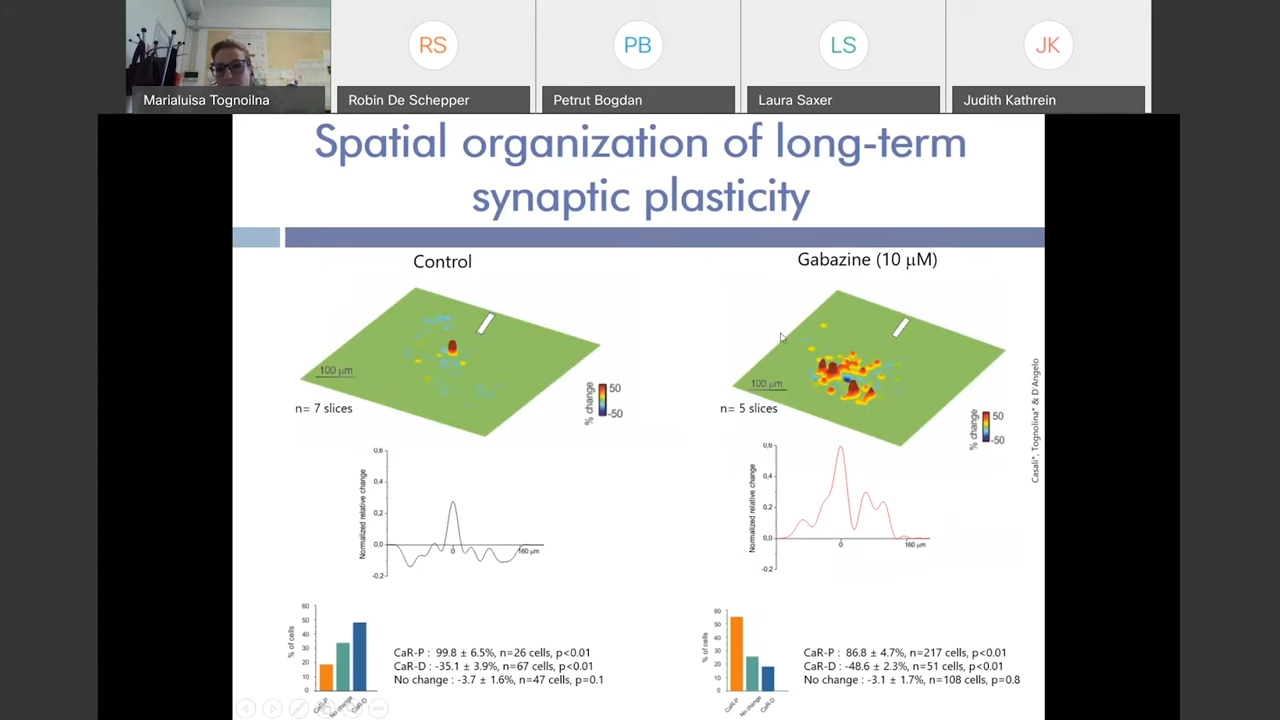 RS
PB
LS
JK
Marialuisa Tognoilna
Robin De Schepper
Petrut Bogdan
Laura Saxer
Judith Kathrein
Spatial organization of long-term
synaptic plasticity
Control
Gabazine (10 μM)
100 μm
n= 7 slices
% change
50
-50
100 μm
n= 5 slices
% change
50
-50
Casali*, Tognolina* & D'Angelo
Normalized relative change
0,6
0,4
0,2
0,0
-0,2
0
160 μm
Normalized relative change
0,6
0,4
0,2
0,0
-0,2
0
160 μm
% of cells
60
50
40
30
20
10
0
CaR-P
No change
CaR-D
CaR-P : 99.8 ± 6.5%, n=26 cells, p<0.01
CaR-D : -35.1 ± 3.9%, n=67 cells, p<0.01
No change : -3.7 ± 1.6%, n=47 cells, p=0.1
% of cells
60
50
40
30
20
10
0
CaR-P
No change
CaR-D
CaR-P : 86.8 ± 4.7%, n=217 cells, p<0.01
CaR-D : -48.6 ± 2.3%, n=51 cells, p<0.01
No change : -3.1 ± 1.7%, n=108 cells, p=0.8